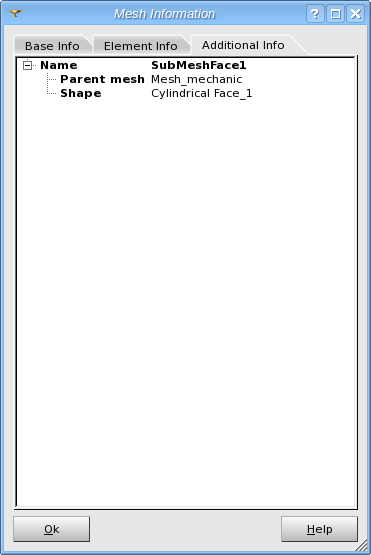 Mesh Information
Base Info Element Info Additional Info
Name SubMeshFace1
Parent mesh Mesh_mechanic
Shape Cylindrical Face_1
Ok Help